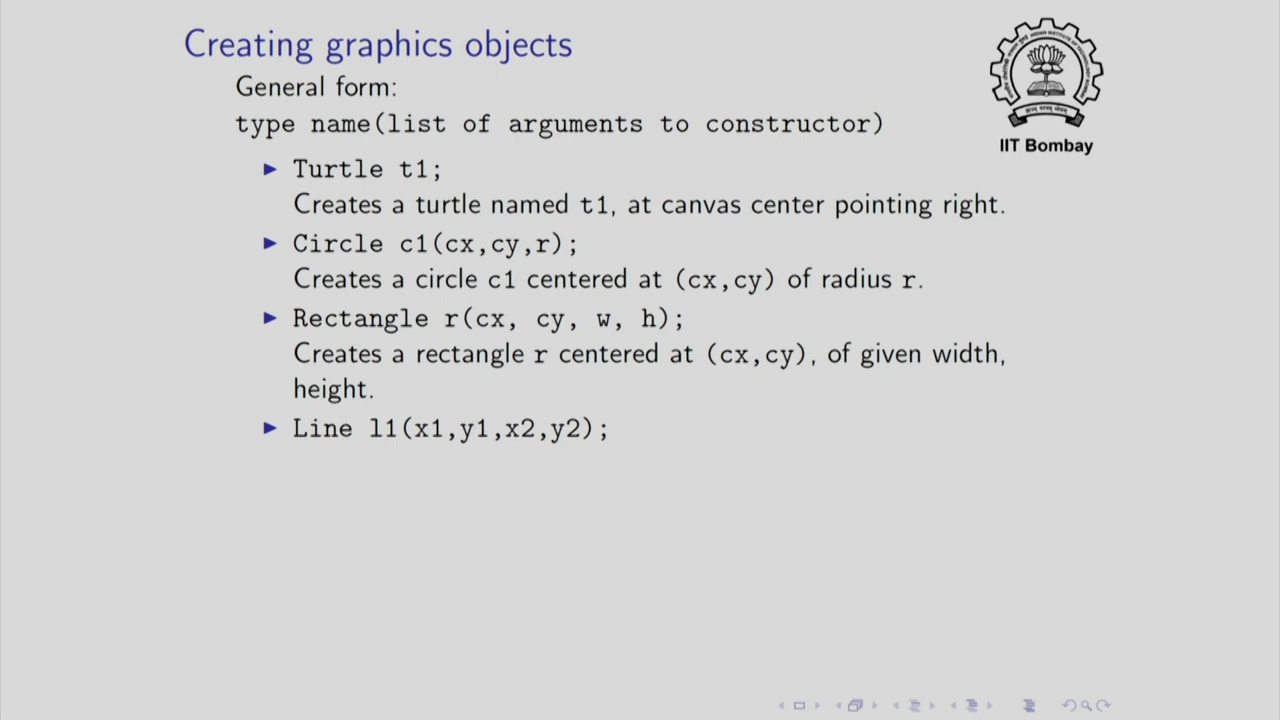 Creating graphics objects
General form:
type name(list of arguments to constructor)
Turtle t1;
Creates a turtle named t1, at canvas center pointing right.
Circle c1(cx,cy,r);
Creates a circle c1 centered at (cx,cy) of radius r.
Rectangle r(cx, cy, w, h);
Creates a rectangle r centered at (cx,cy), of given width,
height.
Line l1(x1,y1,x2,y2);
IIT Bombay